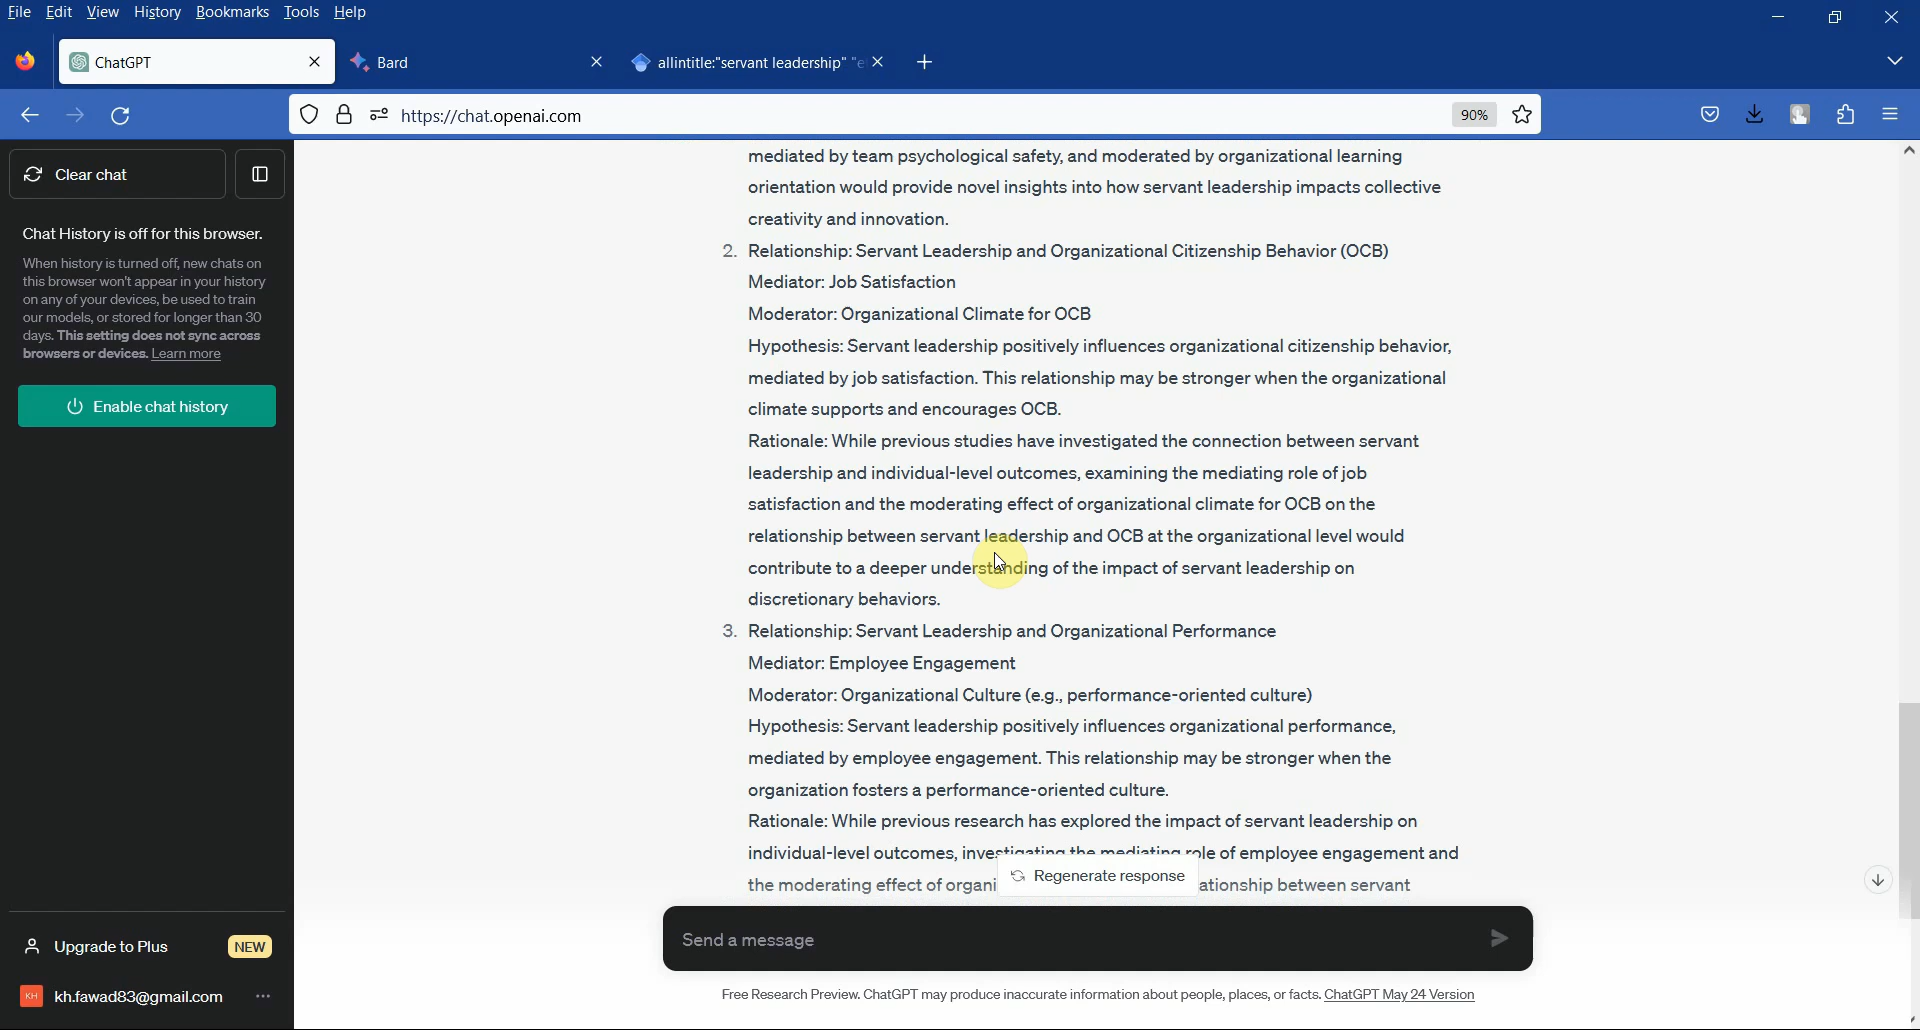 File Edit View History Bookmarks Tools Help
ChatGPT
Bard
allintitle:"servant leadership"
https://chat.openai.com
90%
Clear chat
Chat History is off for this browser.
When history is turned off, new chats on
this browser won't appear in your history
on any of your devices, be used to train
our models, or stored for longer than 30
days. This setting does not sync across
browsers or devices. Learn more
Enable chat history
mediated by team psychological safety, and moderated by organizational learning
orientation would provide novel insights into how servant leadership impacts collective
creativity and innovation.
2. Relationship: Servant Leadership and Organizational Citizenship Behavior (OCB)
Mediator: Job Satisfaction
Moderator: Organizational Climate for OCB
Hypothesis: Servant leadership positively influences organizational citizenship behavior,
mediated by job satisfaction. This relationship may be stronger when the organizational
climate supports and encourages OCB.
Rationale: While previous studies have investigated the connection between servant
leadership and individual-level outcomes, examining the mediating role of job
satisfaction and the moderating effect of organizational climate for OCB on the
relationship between servant leadership and OCB at the organizational level would
contribute to a deeper understanding of the impact of servant leadership on
discretionary behaviors.
3. Relationship: Servant Leadership and Organizational Performance
Mediator: Employee Engagement
Moderator: Organizational Culture (e.g., performance-oriented culture)
Hypothesis: Servant leadership positively influences organizational performance,
mediated by employee engagement. This relationship may be stronger when the
organization fosters a performance-oriented culture.
Rationale: While previous research has explored the impact of servant leadership on
individual-level outcomes, investigating the mediating role of employee engagement and
the moderating effect of organi ationship between servant
Regenerate response
Send a message
Free Research Preview. ChatGPT may produce inaccurate information about people, places, or facts. ChatGPT May 24 Version
Upgrade to Plus NEW
KH kh.fawad83@gmail.com